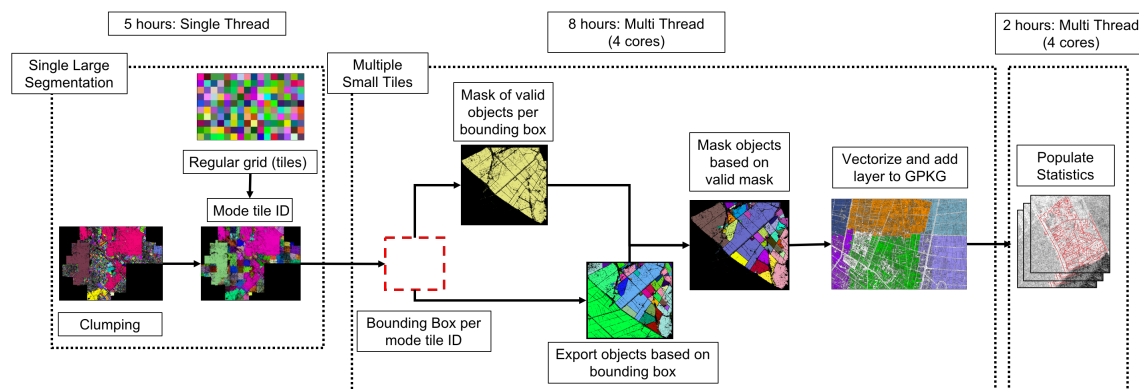 5 hours: Single Thread
8 hours: Multi Thread
(4 cores)
2 hours: Multi Thread
(4 cores)
Single Large
Segmentation
Regular grid (tiles)
Mode tile ID
Clumping
Multiple
Small Tiles
Mask of valid
objects per
bounding box
Bounding Box per
mode tile ID
Export objects based on
bounding box
Mask objects
based on
valid mask
Vectorize and add
layer to GPKG
Populate
Statistics